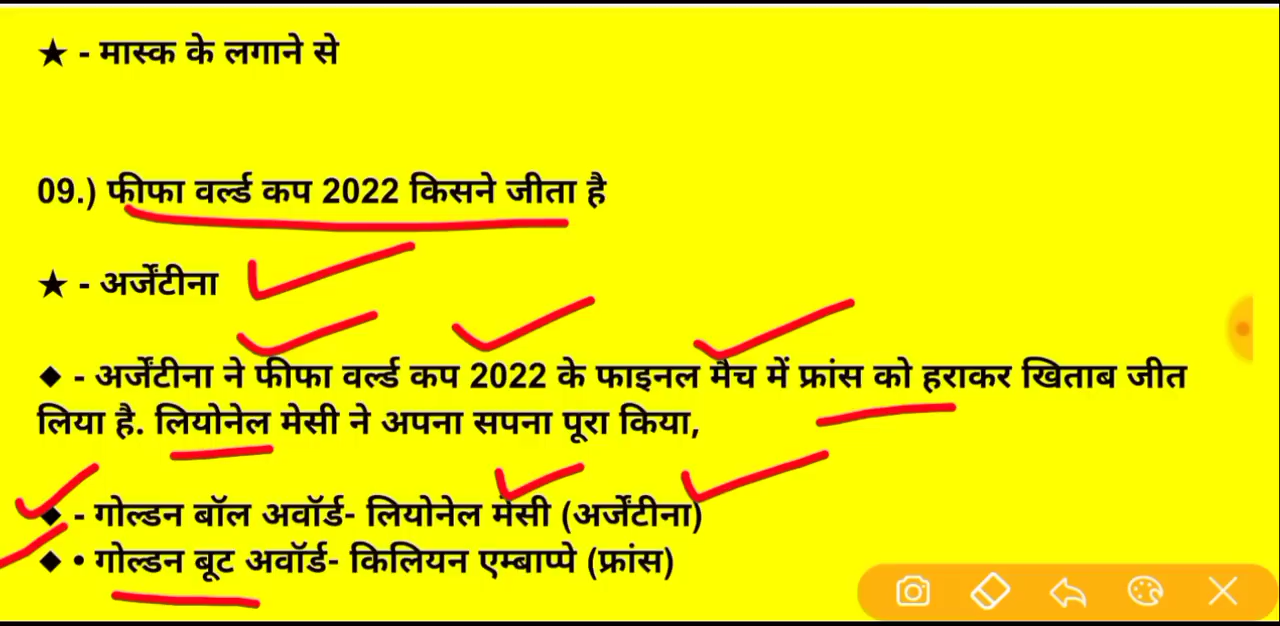 ★ - मास्क के लगाने से
09.) फीफा वर्ल्ड कप 2022 किसने जीता है
★ - अर्जेंटीना
◆ - अर्जेंटीना ने फीफा वर्ल्ड कप 2022 के फाइनल मैच में फ्रांस को हराकर खिताब जीत
लिया है. लियोनेल मेसी ने अपना सपना पूरा किया,
◆ - गोल्डन बॉल अवॉर्ड- लियोनेल मेसी (अर्जेंटीना)
◆ • गोल्डन बूट अवॉर्ड- किलियन एम्बाप्पे (फ्रांस)